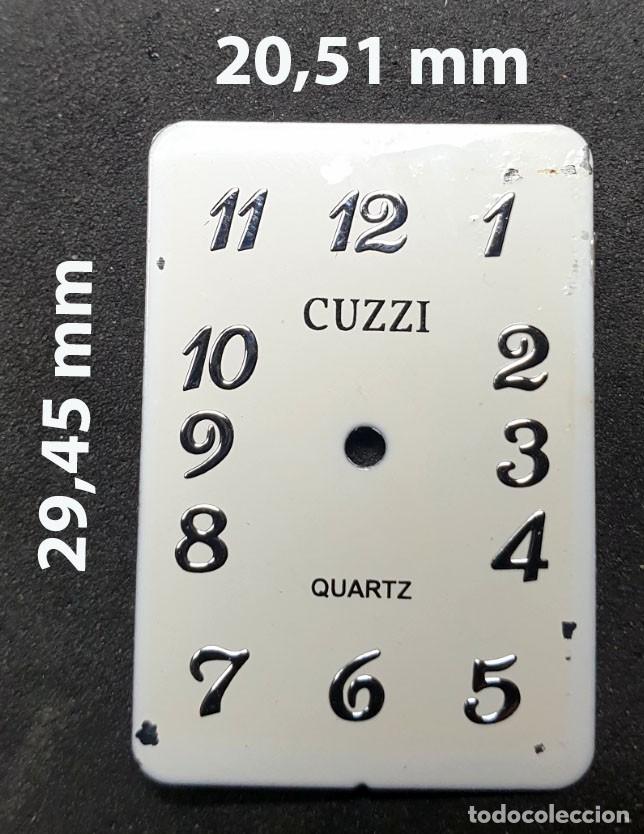 20,51 mm
29,45 mm
11 12 1
CUZZI
10 2
9 3
8 4
QUARTZ
7 6 5
todocoleccion